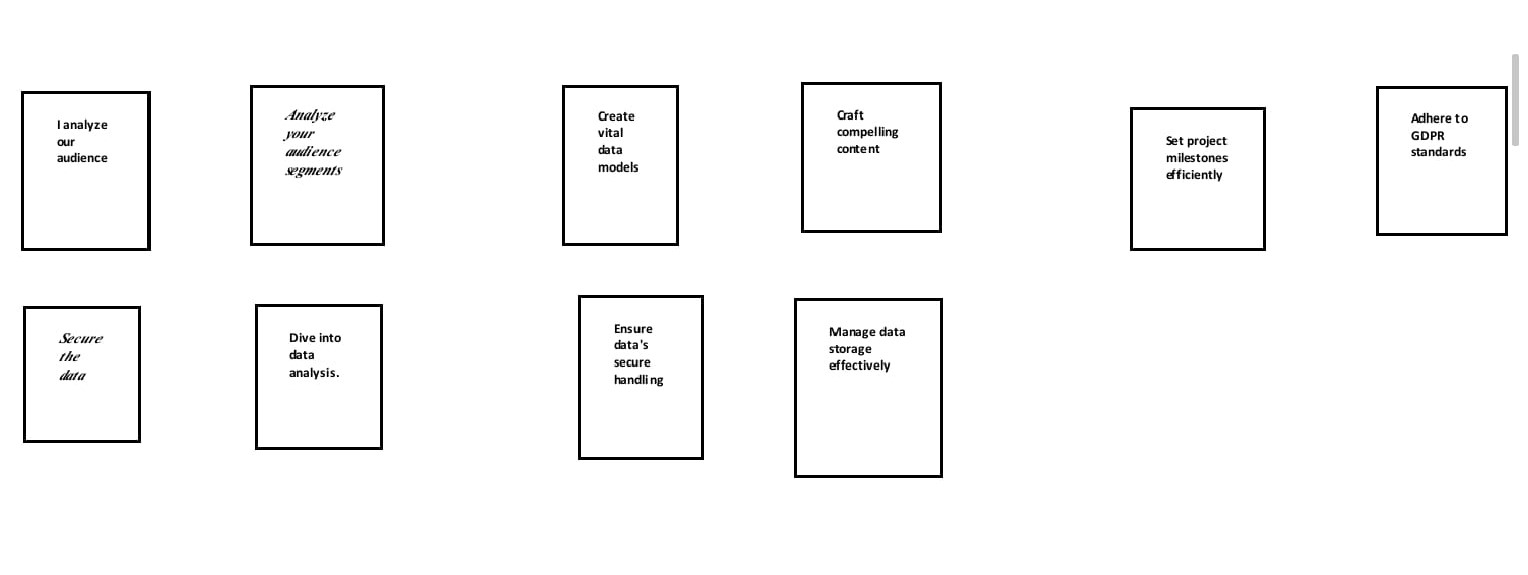 I analyze
our
audience
Analyze
your
audience
segments
Create
vital
data
models
Craft
compelling
content
Set project
milestones
efficiently
Adhere to
GDPR
standards
Secure
the
data
Dive into
data
analysis.
Ensure
data's
secure
handling
Manage data
storage
effectively